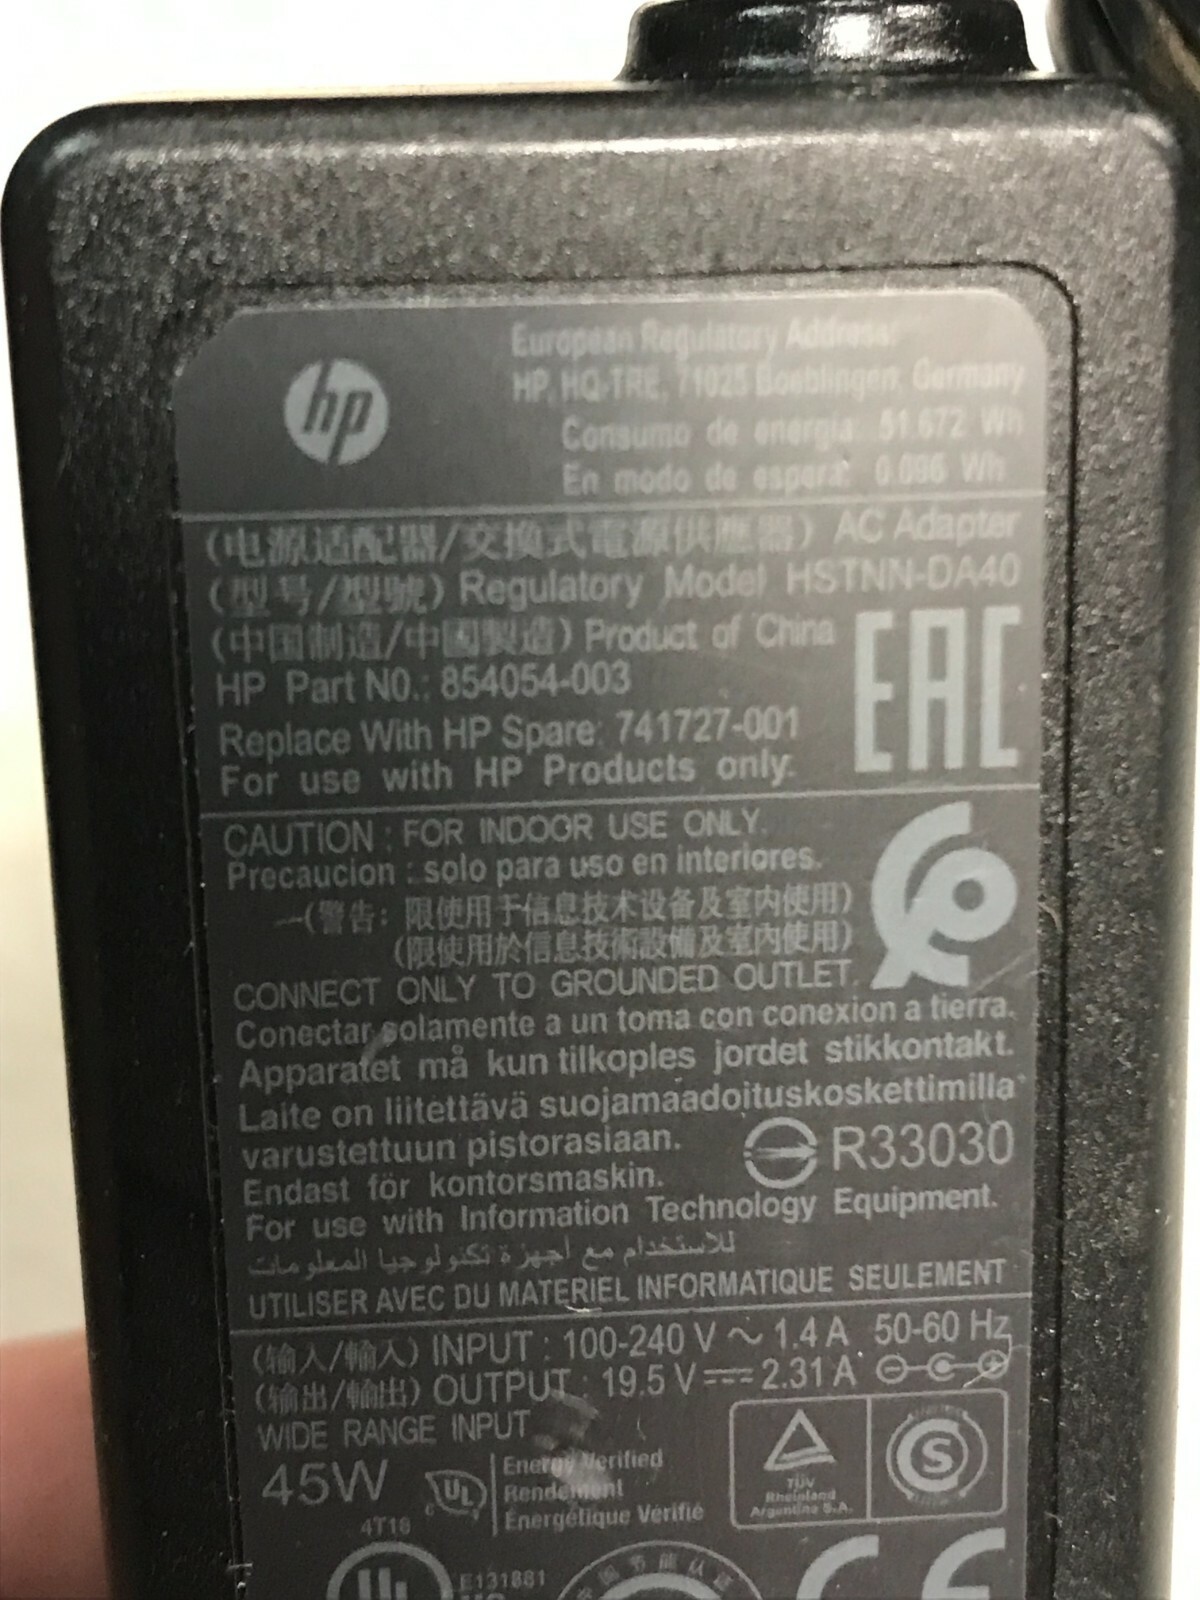 hp
European Regulatory Address:
HP, HQ-TRE, 71025 Boeblingen, Germany
Consumo de energía: 51.672 Wh
En modo de espera: 0.096 Wh
(电源适配器/交換式電源供應器) AC Adapter
(型号/型號) Regulatory Model HSTNN-DA40
(中国制造/中國製造) Product of China
HP Part NO.: 854054-003
Replace With HP Spare: 741727-001
For use with HP Products only.
EAC
CAUTION : FOR INDOOR USE ONLY.
Precaucion : solo para uso en interiores.
(警告: 限使用于信息技术设备及室内使用)
(限使用於信息技術設備及室內使用)
CONNECT ONLY TO GROUNDED OUTLET.
Conectar solamente a un toma con conexion a tierra.
Apparatet må kun tilkoples jordet stikkontakt.
Laite on liitettävä suojamaadoituskoskettimilla
varustettuun pistorasiaan.
R33030
Endast för kontorsmaskin.
For use with Information Technology Equipment.
للاستخدام مع أجهزة تكنولوجيا المعلومات
UTILISER AVEC DU MATERIEL INFORMATIQUE SEULEMENT
(输入/輸入) INPUT : 100-240 V ~ 1.4 A 50-60 Hz
(输出/輸出) OUTPUT : 19.5 V⎓2.31 A
WIDE RANGE INPUT
45W
UL
Energy Verified
Rendement
Énergétique Vérifié
TÜV
Rheinland
Argentina S.A.
S
4T16
UL
E131881
CE